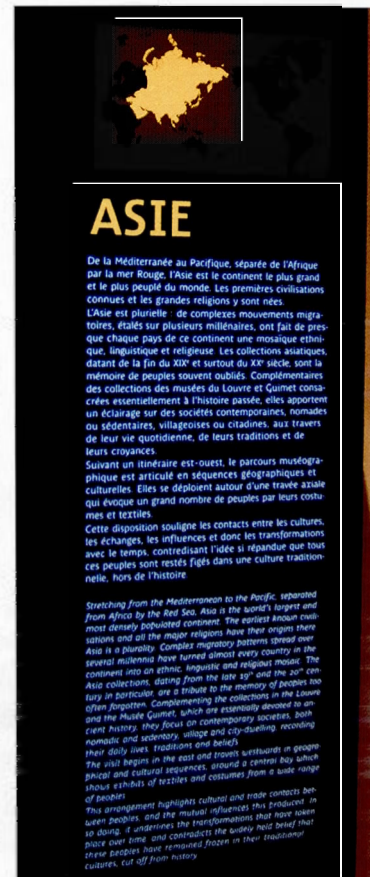 ASIE
De la Méditerranée au Pacifique, séparée de l'Afrique
par la mer Rouge, l'Asie est le continent le plus grand
et le plus peuplé du monde. Les premières civilisations
connues et les grandes religions y sont nées.
L'Asie est plurielle : de complexes mouvements migra-
toires, étalés sur plusieurs millénaires, ont fait de pres-
que chaque pays de ce continent une mosaïque ethni-
que, linguistique et religieuse. Les collections asiatiques,
datant de la fin du XIXe et surtout du XXe siècle, sont la
mémoire de peuples souvent oubliés. Complémentaires
des collections des musées du Louvre et Guimet consa-
crées essentiellement à l'histoire passée, elles apportent
un éclairage sur des sociétés contemporaines, nomades
ou sédentaires, villageoises ou citadines, aux travers
de leur vie quotidienne, de leurs traditions et de
leurs croyances.
Suivant un itinéraire est-ouest, le parcours muséogra-
phique est articulé en séquences géographiques et
culturelles. Elles se déploient autour d'une travée axiale
qui évoque un grand nombre de peuples par leurs costu-
mes et textiles.
Cette disposition souligne les contacts entre les cultures,
les échanges, les influences et donc les transformations
avec le temps, contredisant l'idée si répandue que tous
ces peuples sont restés figés dans une culture tradition-
nelle, hors de l'histoire.
Stretching from the Mediterranean to the Pacific, separated
from Africa by the Red Sea, Asia is the world's largest and
most densely populated continent. The earliest known civili-
sations and all the major religions have their origins there.
Asia is a plurality. Complex migratory patterns spread over
several millennia have turned almost every country in the
continent into an ethnic, linguistic and religious mosaic. The
Asia collections, dating from the late 19th and the 20th cen-
tury in particular, are a tribute to the memory of peoples too
often forgotten. Complementing the collections in the Louvre
and the Musée Guimet, which are essentially devoted to an-
cient history, they focus on contemporary societies, both
nomadic and sedentary, village and city-dwelling, recording
their daily lives, traditions and beliefs.
The visit begins in the east and travels westwards in geogra-
phical and cultural sequences, around a central bay which
shows exhibits of textiles and costumes from a wide range
of peoples.
This arrangement highlights cultural and trade contacts bet-
ween peoples, and the mutual influences this produced. In
so doing, it underlines the transformations that have taken
place over time, and contradicts the widely held belief that
these peoples have remained frozen in their traditional
cultures, cut off from history.